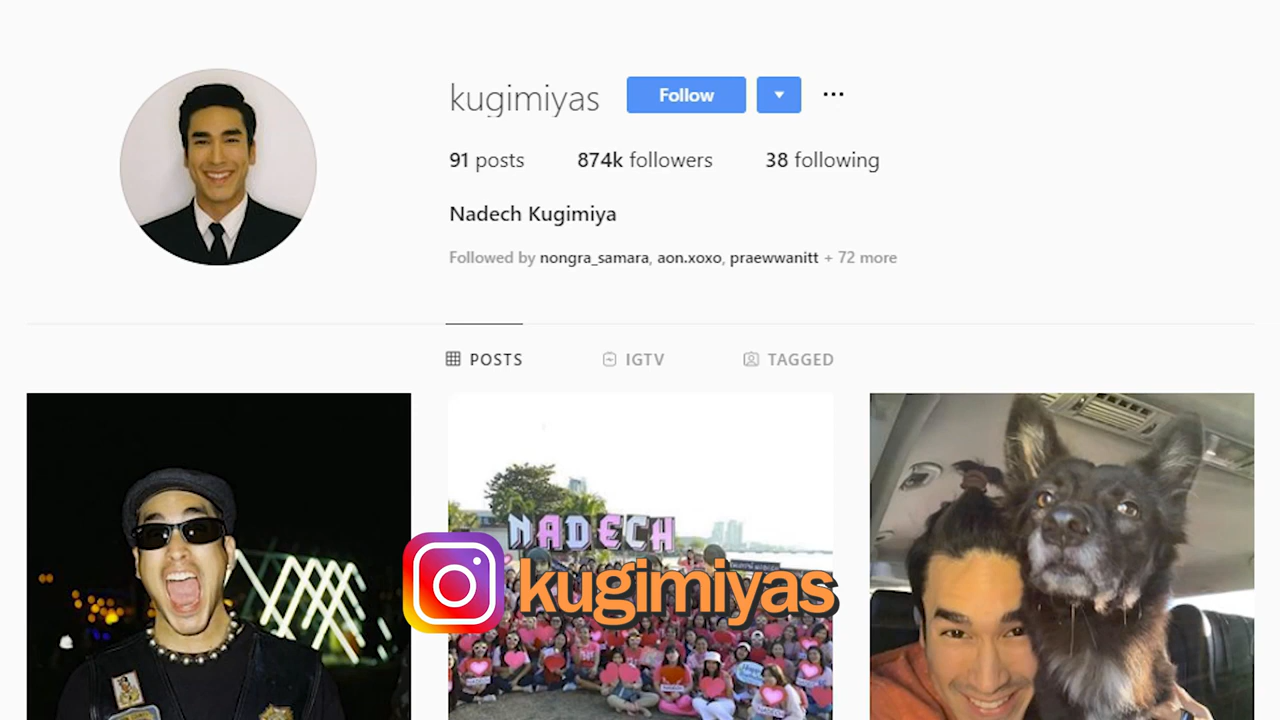 kugimiyas Follow
91 posts 874k followers 38 following
Nadech Kugimiya
Followed by nongra_samara, aon.xoxo, praewwanitt + 72 more
POSTS IGTV TAGGED
NADECH
kugimiyas